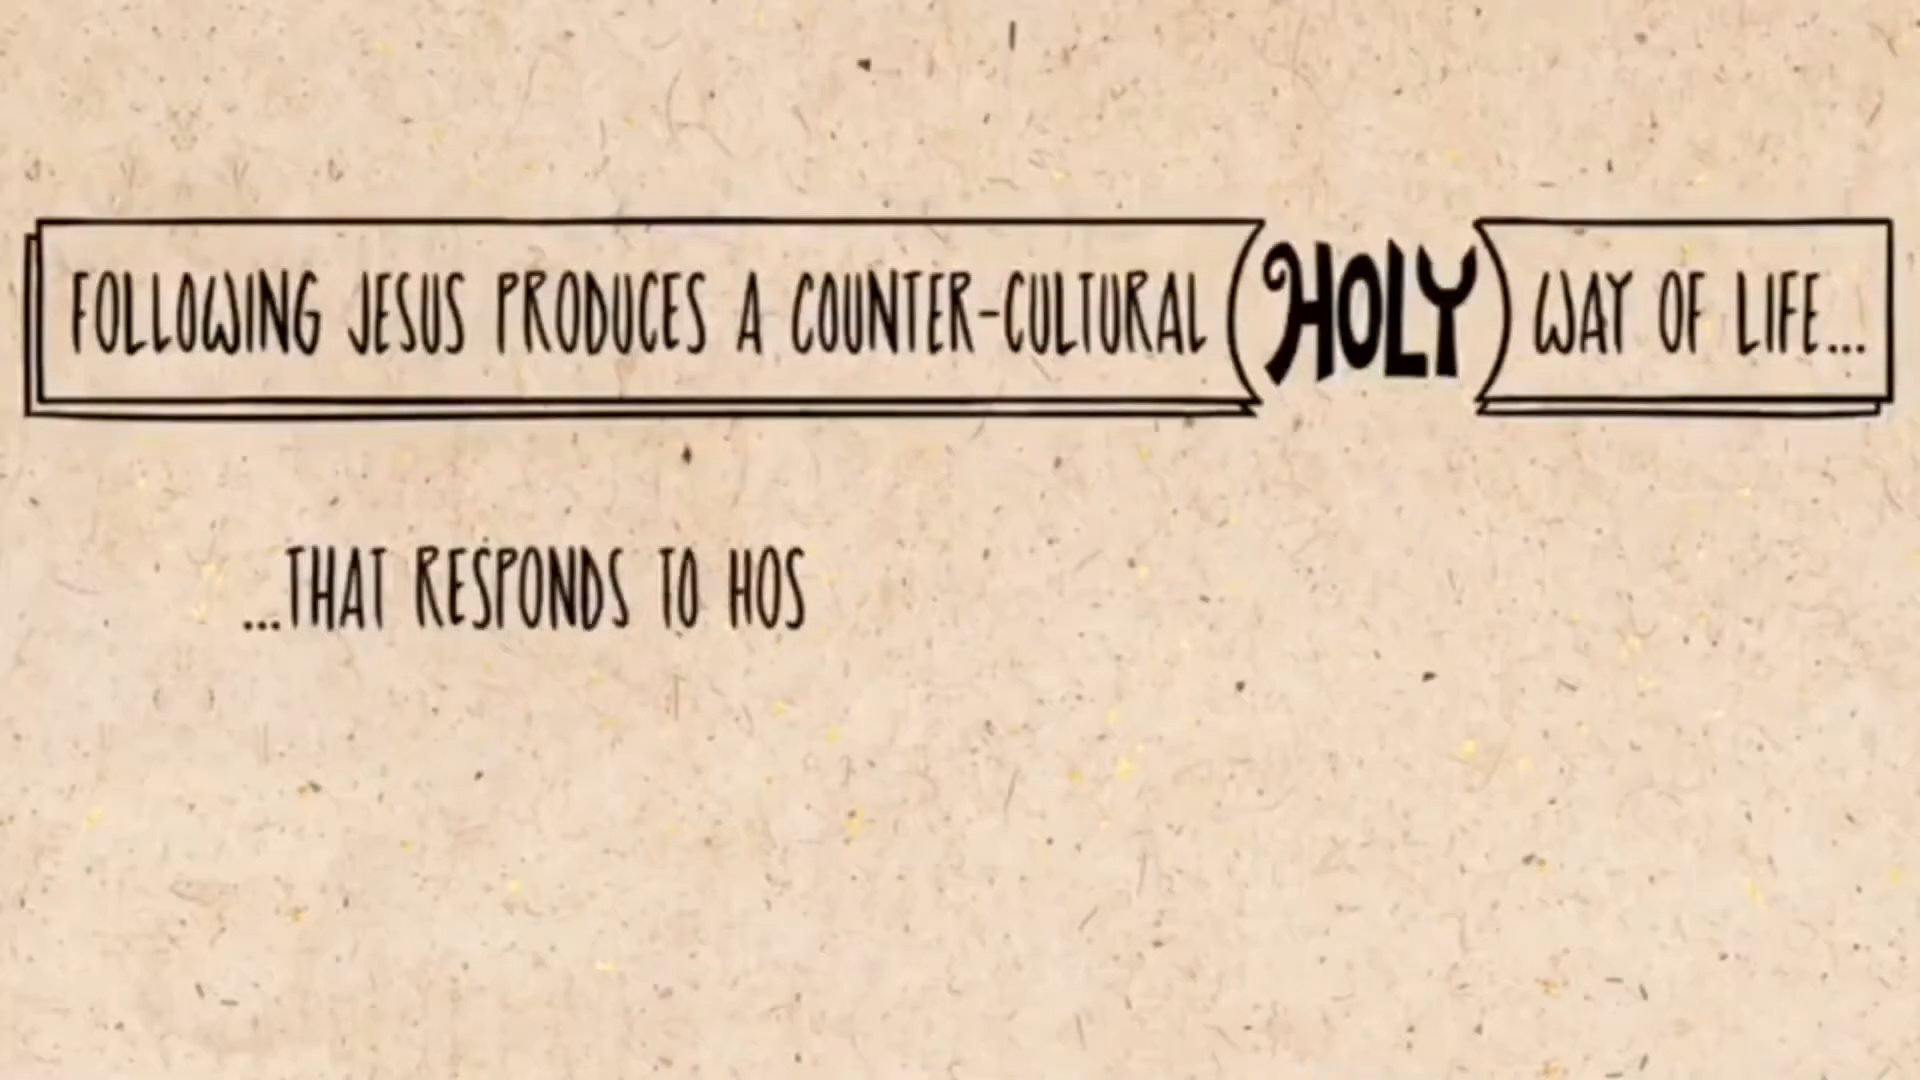 FOLLOWING JESUS PRODUCES A COUNTER-CULTURAL (HOLY) WAY OF LIFE...
...THAT RESPONDS TO HOS